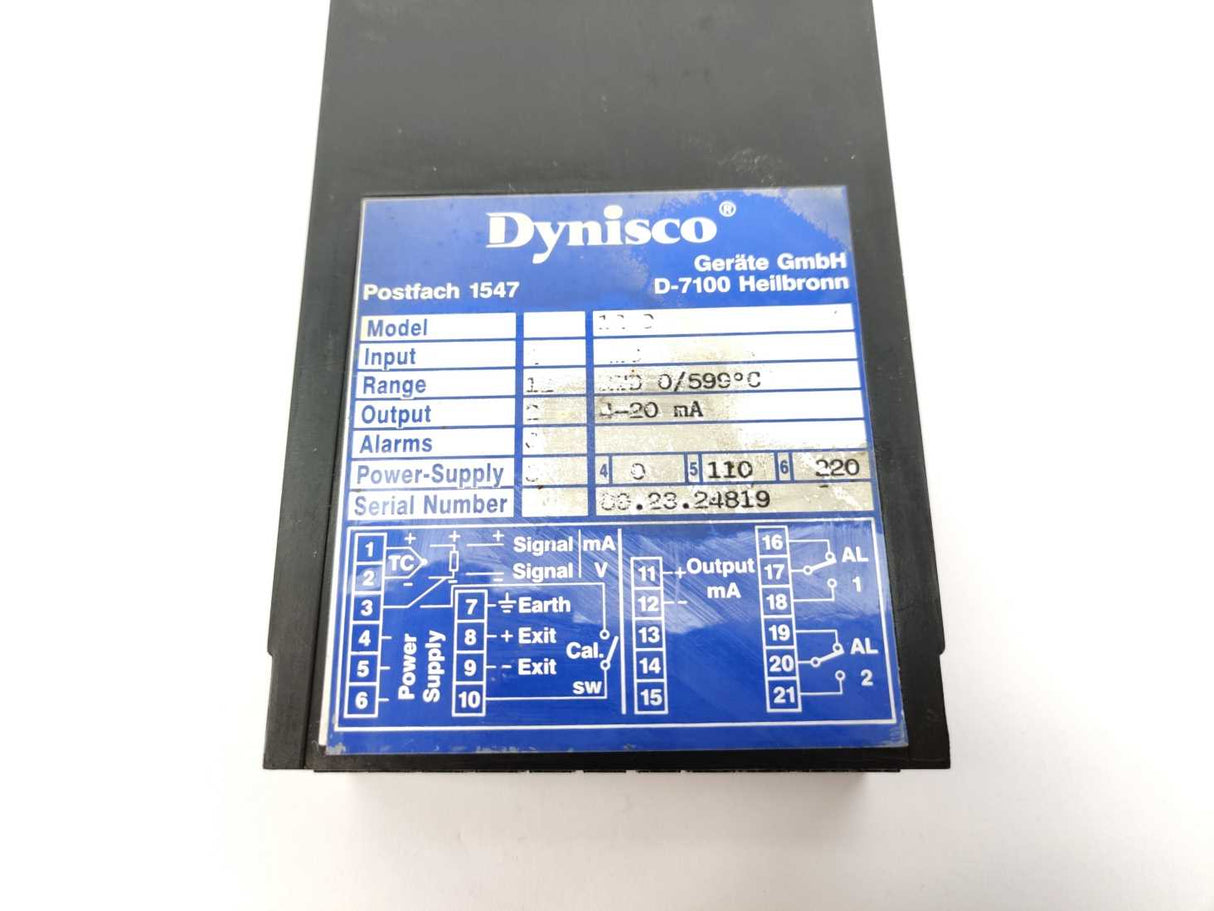 Dynisco®
Geräte GmbH
Postfach 1547 D-7100 Heilbronn
Model
Input
Range 0/599°C
Output 4-20 mA
Alarms
Power-Supply 4 0 5 110 6 220
Serial Number
1 + + + Signal mA
2 TC - - Signal V
3
4 Power Supply
5
6
7 Earth
8 + Exit
9 - Exit
10
Cal.
SW
11 + Output
12 - mA
13
14
15
16
17 AL 1
18
19
20 AL 2
21